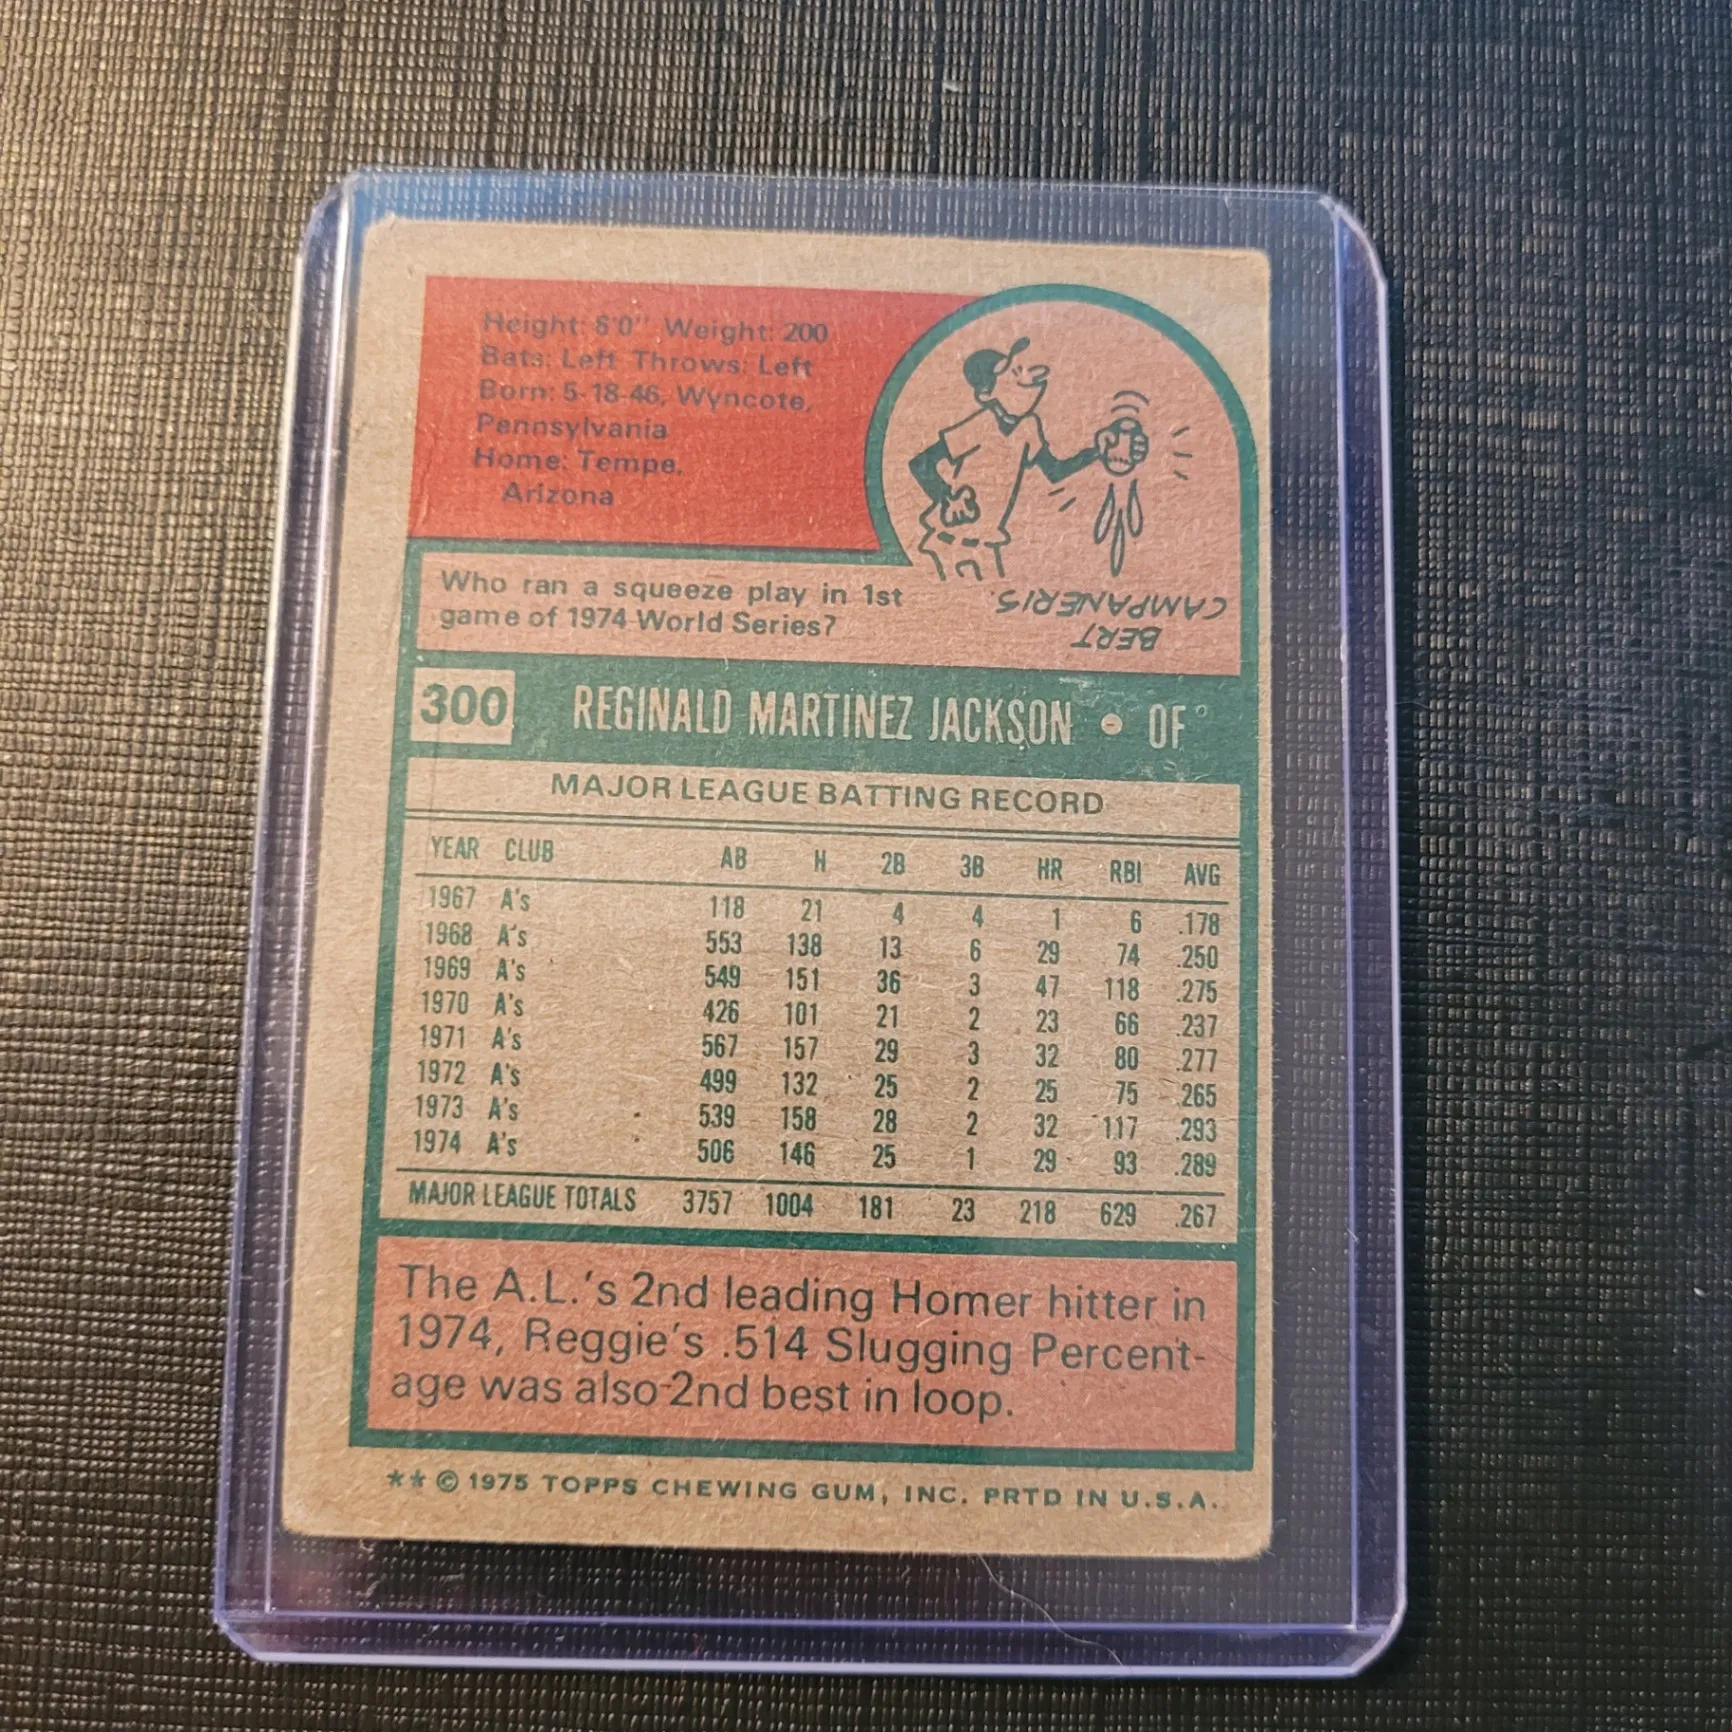 Height: 6'0" Weight: 200
Bats: Left Throws: Left
Born: 5-18-46, Wyncote,
Pennsylvania
Home: Tempe,
Arizona
Who ran a squeeze play in 1st
game of 1974 World Series?
BERT
CAMPANERIS.
300 REGINALD MARTINEZ JACKSON • OF
MAJOR LEAGUE BATTING RECORD
YEAR CLUB AB H 2B 3B HR RBI AVG
1967 A's 118 21 4 4 1 6 .178
1968 A's 553 138 13 6 29 74 .250
1969 A's 549 151 36 3 47 118 .275
1970 A's 426 101 21 2 23 66 .237
1971 A's 567 157 29 3 32 80 .277
1972 A's 499 132 25 2 25 75 .265
1973 A's 539 158 28 2 32 117 .293
1974 A's 506 146 25 1 29 93 .289
MAJOR LEAGUE TOTALS 3757 1004 181 23 218 629 .267
The A.L.'s 2nd leading Homer hitter in
1974, Reggie's .514 Slugging Percent-
age was also 2nd best in loop.
** © 1975 TOPPS CHEWING GUM, INC. PRTD IN U.S.A.